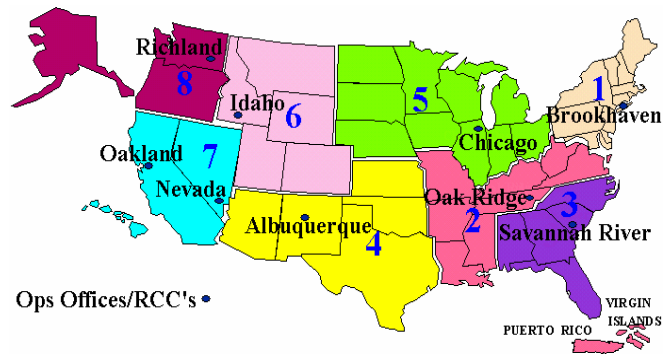 Richland
8
Idaho
6
5
1
Brookhaven
Chicago
Oakland
7
Nevada
Oak Ridge
2
3
Savannah River
Albuquerque
4
Ops Offices/RCC's
VIRGIN
ISLANDS
PUERTO RICO